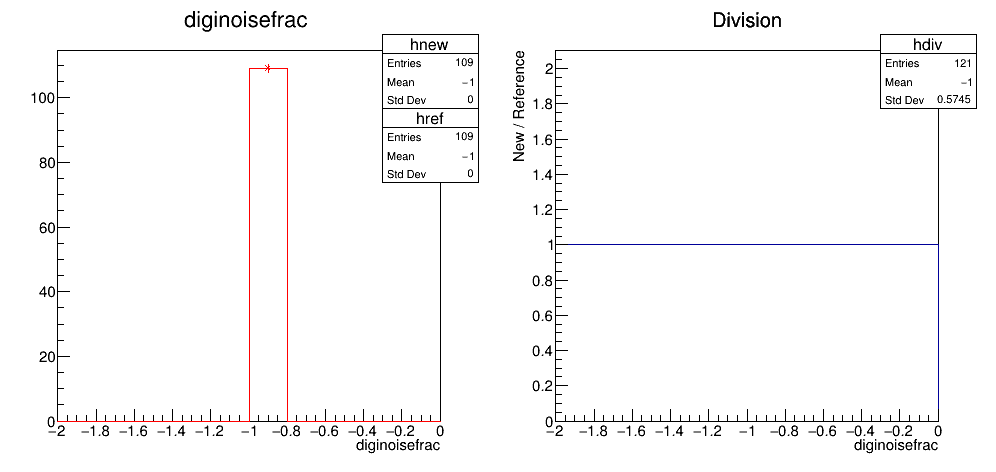 diginoisefrac
hnew
Entries 109
Mean −1
Std Dev 0
href
Entries 109
Mean −1
Std Dev 0
100
80
60
40
20
0
−2 −1.8 −1.6 −1.4 −1.2 −1 −0.8 −0.6 −0.4 −0.2 0
diginoisefrac
Division
hdiv
Entries 121
Mean −1
Std Dev 0.5745
New / Reference
2
1.8
1.6
1.4
1.2
1
0.8
0.6
0.4
0.2
0
−2 −1.8 −1.6 −1.4 −1.2 −1 −0.8 −0.6 −0.4 −0.2 0
diginoisefrac